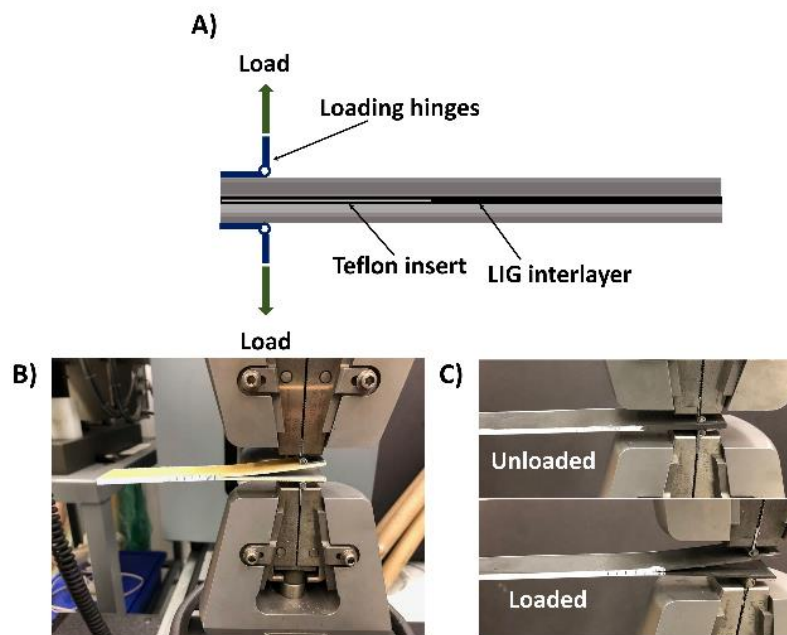 A)
Load
Loading hinges
Teflon insert
LIG interlayer
Load
B)
C)
Unloaded
Loaded